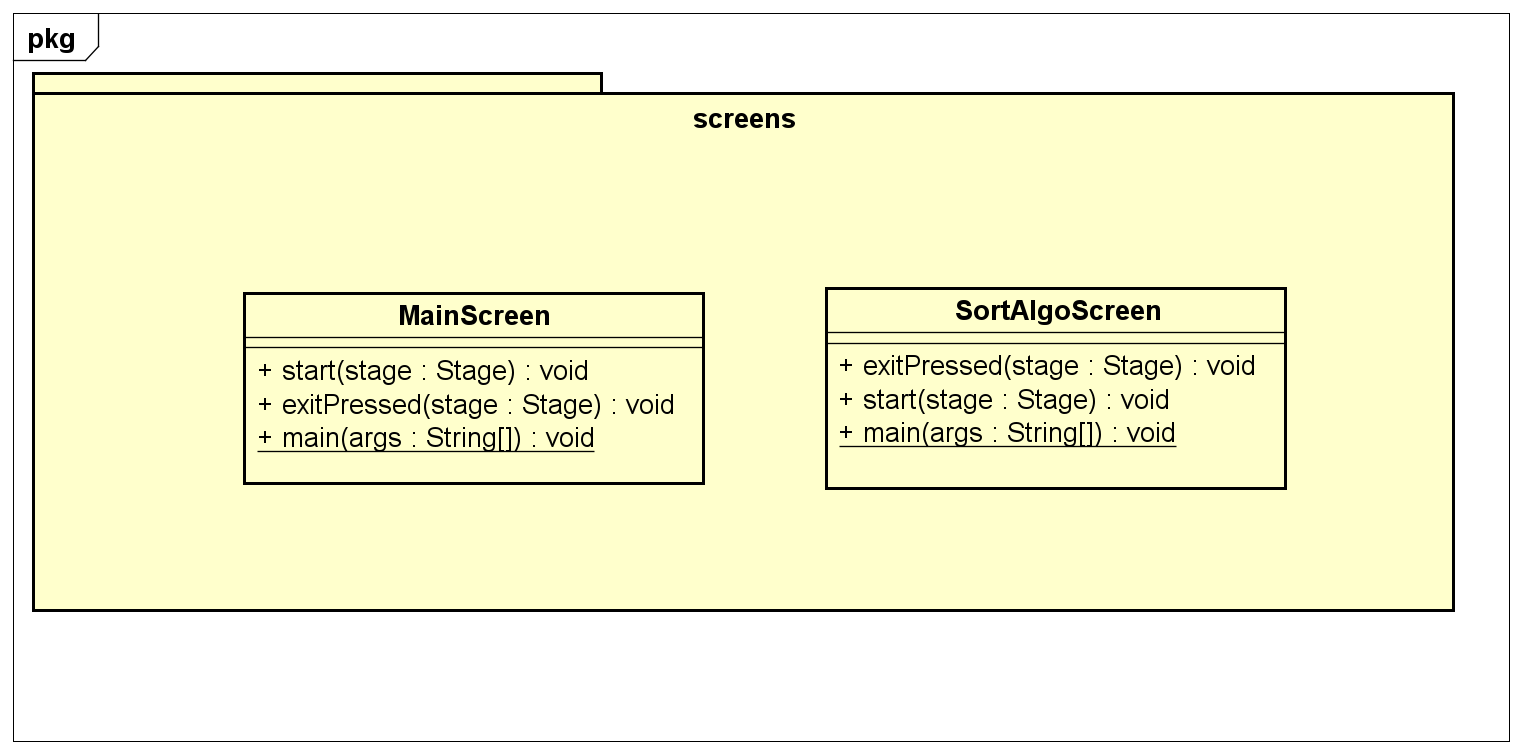 pkg
screens
MainScreen
+ start(stage : Stage) : void
+ exitPressed(stage : Stage) : void
+ main(args : String[]) : void
SortAlgoScreen
+ exitPressed(stage : Stage) : void
+ start(stage : Stage) : void
+ main(args : String[]) : void